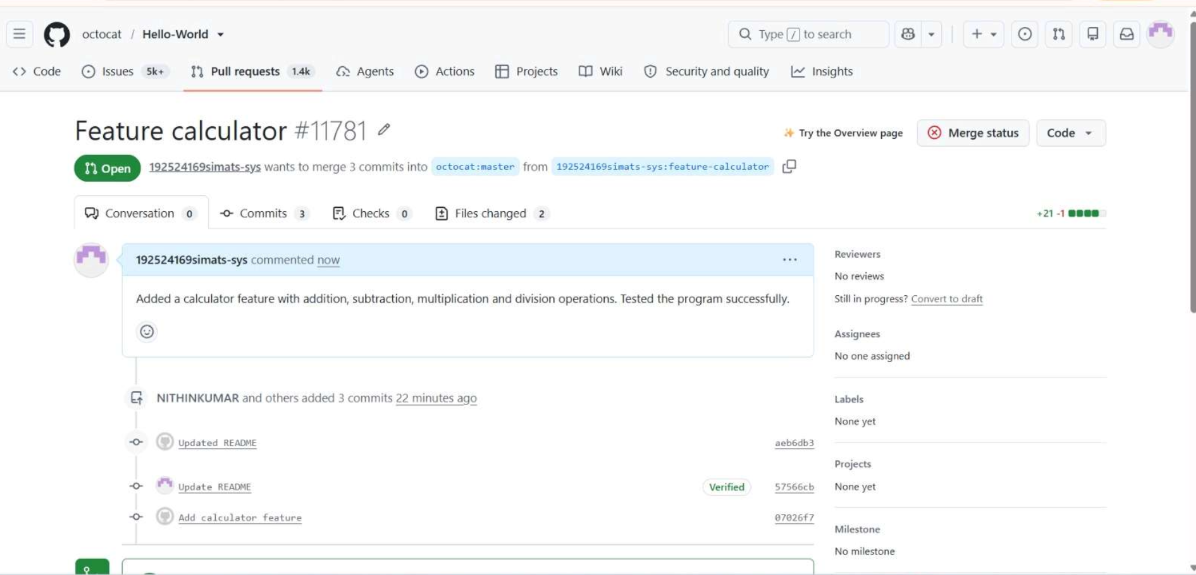 octocat / Hello-World
Type / to search
Code Issues 5k+ Pull requests 1.4k Agents Actions Projects Wiki Security and quality Insights
Feature calculator #11781
Try the Overview page Merge status Code
Open 192524169simats-sys wants to merge 3 commits into octocat:master from 192524169simats-sys:feature-calculator
Conversation 0 Commits 3 Checks 0 Files changed 2
+21 -1
192524169simats-sys commented now
Added a calculator feature with addition, subtraction, multiplication and division operations. Tested the program successfully.
NITHINKUMAR and others added 3 commits 22 minutes ago
Updated README aeb6db3
Update README Verified 57566cb
Add calculator feature 07026f7
Reviewers
No reviews
Still in progress? Convert to draft
Assignees
No one assigned
Labels
None yet
Projects
None yet
Milestone
No milestone